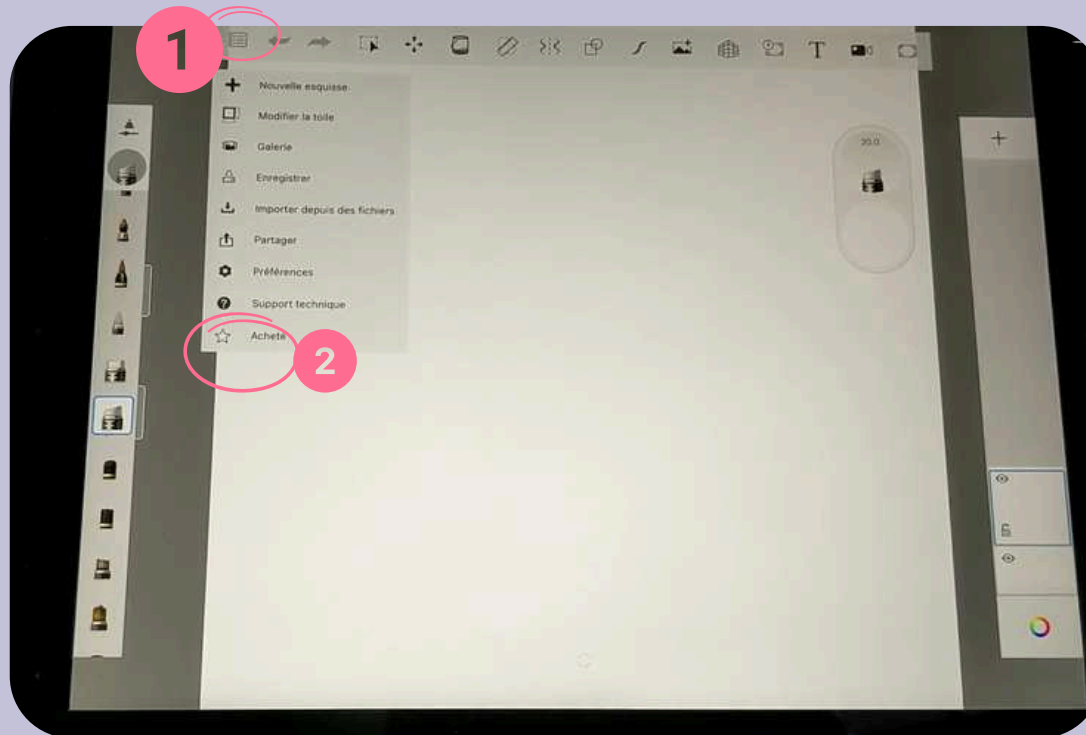 1
T
Nouvelle esquisse
Modifier la toile
Galerie
Enregistrer
Importer depuis des fichiers
Partager
Préférences
Support technique
Acheté
2
20.0